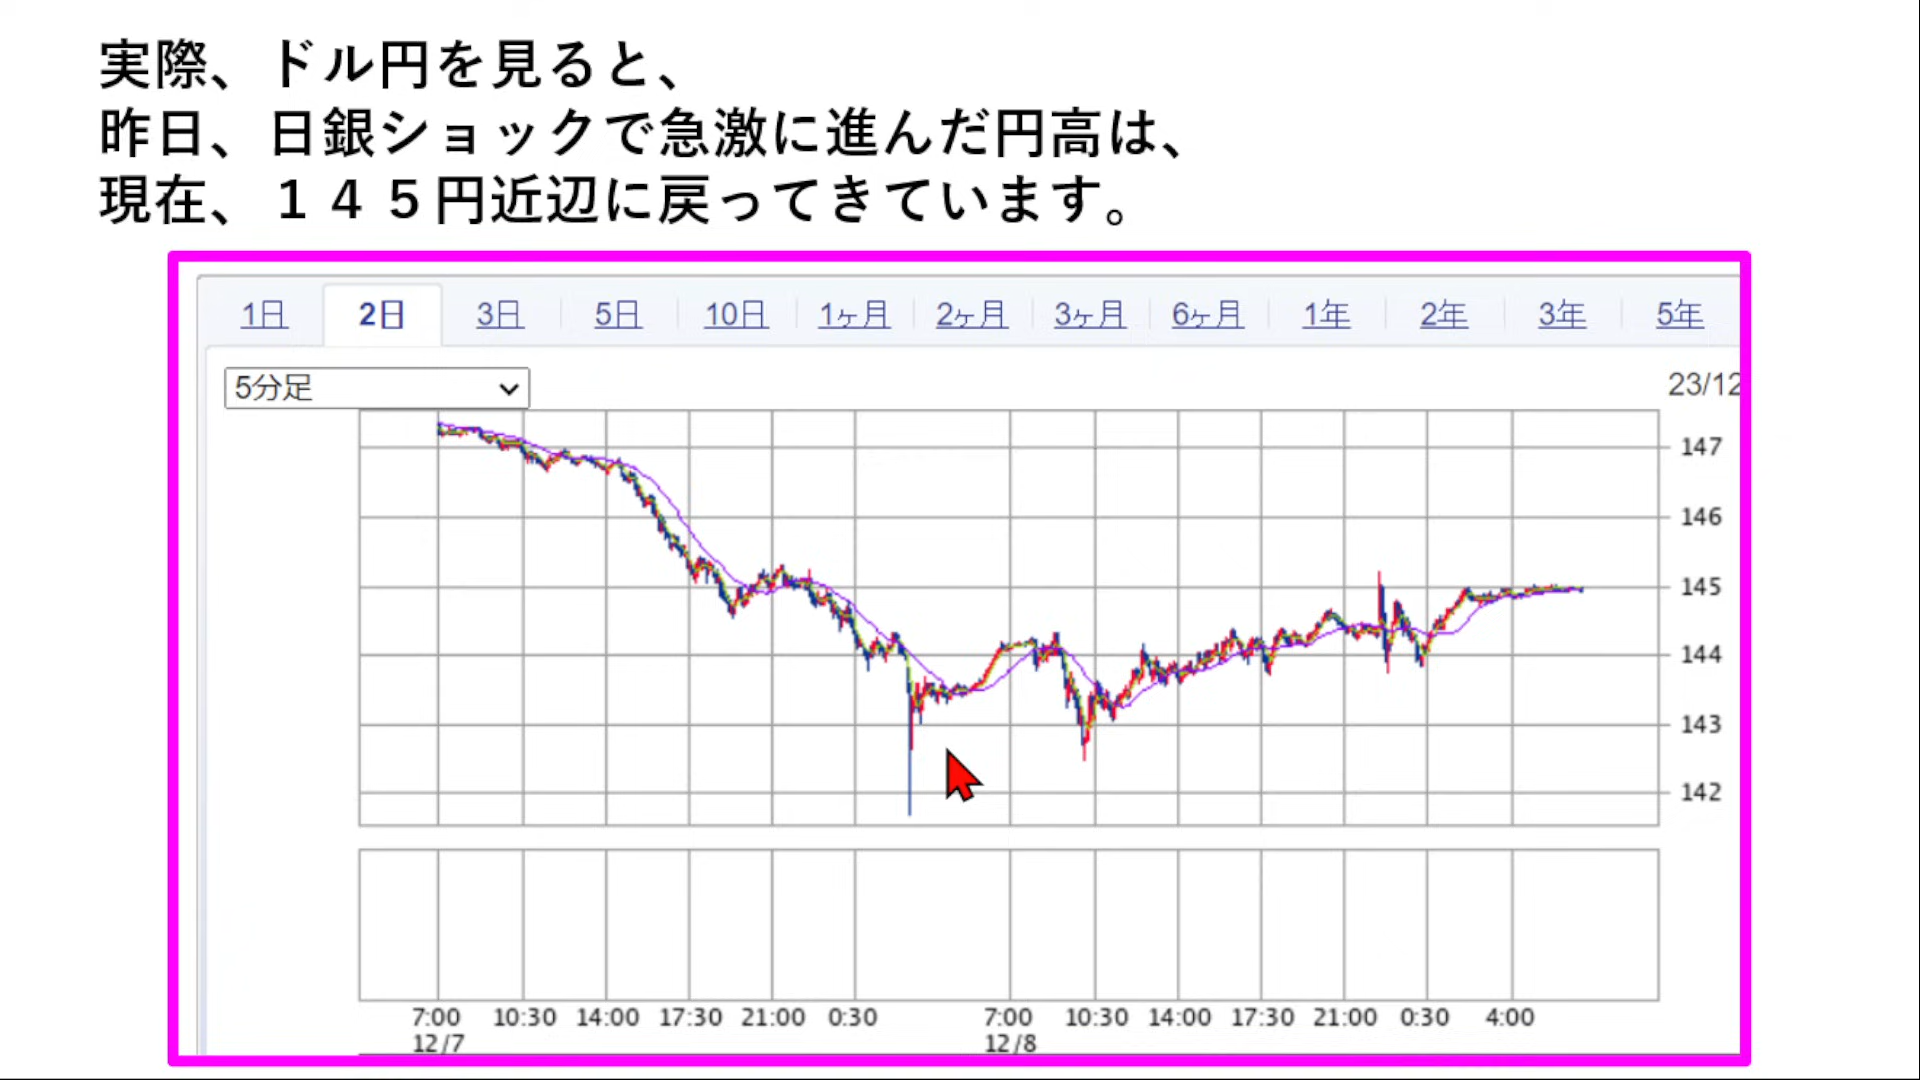 実際、ドル円を見ると、
昨日、日銀ショックで急激に進んだ円高は、
現在、１４５円近辺に戻ってきています。
1日 2日 3日 5日 10日 1ヶ月 2ヶ月 3ヶ月 6ヶ月 1年 2年 3年 5年
5分足
23/12
147
146
145
144
143
142
7:00 10:30 14:00 17:30 21:00 0:30 7:00 10:30 14:00 17:30 21:00 0:30 4:00
12/7 12/8